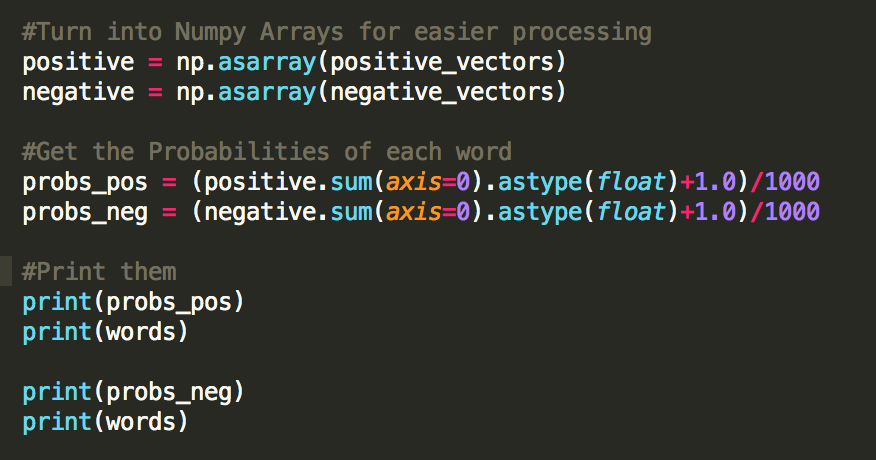 #Turn into Numpy Arrays for easier processing
positive = np.asarray(positive_vectors)
negative = np.asarray(negative_vectors)
#Get the Probabilities of each word
probs_pos = (positive.sum(axis=0).astype(float)+1.0)/1000
probs_neg = (negative.sum(axis=0).astype(float)+1.0)/1000
#Print them
print(probs_pos)
print(words)
print(probs_neg)
print(words)